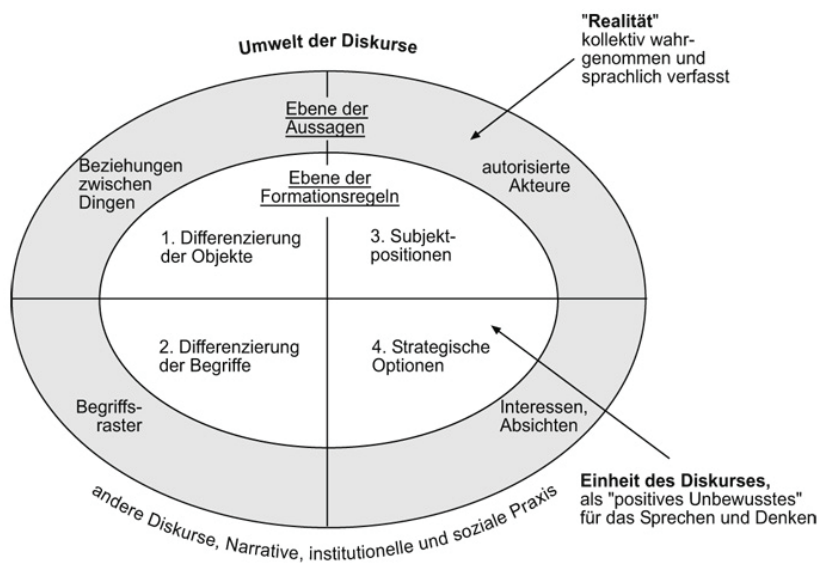 Umwelt der Diskurse
"Realität"
kollektiv wahr-
genommen und
sprachlich verfasst
Ebene der
Aussagen
Beziehungen
zwischen
Dingen
autorisierte
Akteure
Ebene der
Formationsregeln
1. Differenzierung
der Objekte
3. Subjekt-
positionen
2. Differenzierung
der Begriffe
4. Strategische
Optionen
Begriffs-
raster
Interessen,
Absichten
Einheit des Diskurses,
als "positives Unbewusstes"
für das Sprechen und Denken
andere Diskurse, Narrative, institutionelle und soziale Praxis